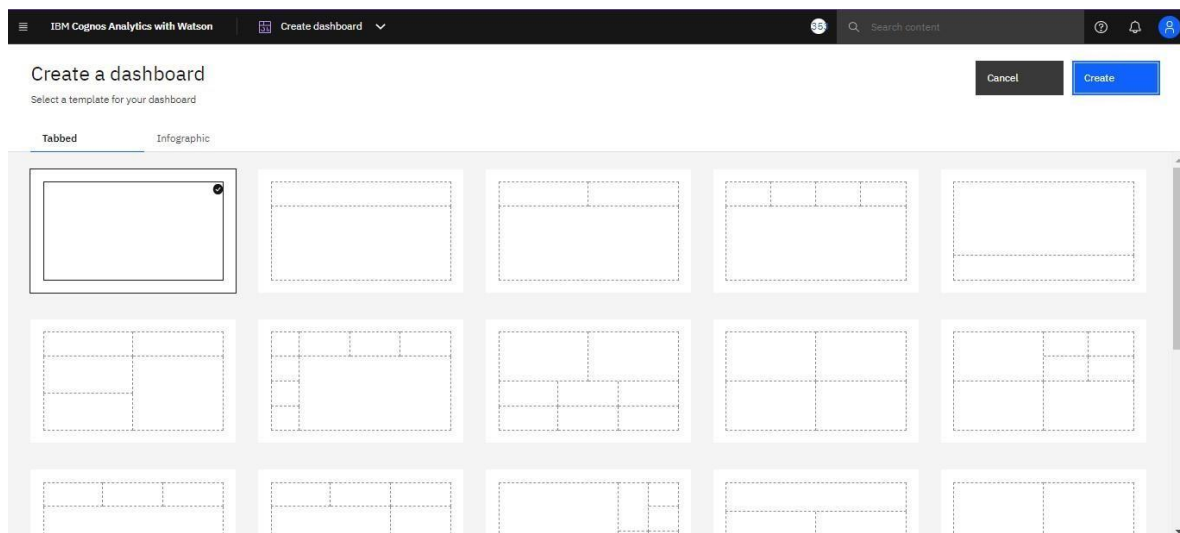 IBM Cognos Analytics with Watson
Create dashboard
Search content
Create a dashboard
Cancel
Create
Select a template for your dashboard
Tabbed
Infographic